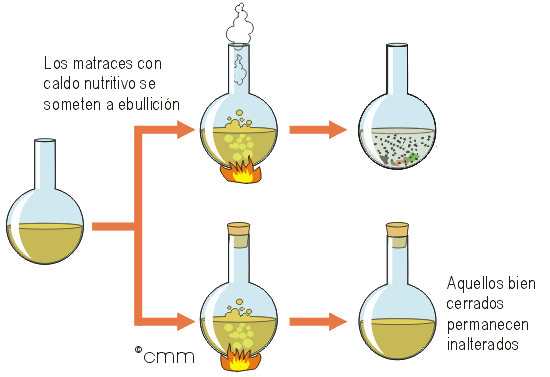 Los matraces con
caldo nutritivo se
someten a ebullición
Aquellos bien
cerrados
permanecen
inalterados
©cmm